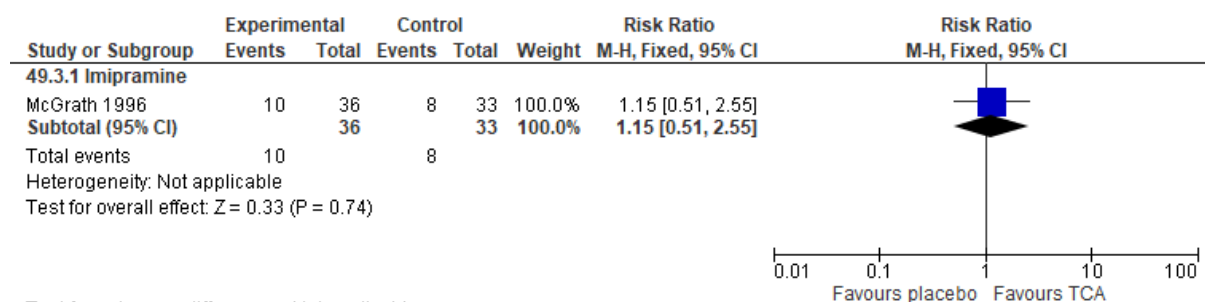 Experimental Control Risk Ratio Risk Ratio
Study or Subgroup Events Total Events Total Weight M-H, Fixed, 95% CI M-H, Fixed, 95% CI
49.3.1 Imipramine
McGrath 1996 10 36 8 33 100.0% 1.15 [0.51, 2.55]
Subtotal (95% CI) 36 33 100.0% 1.15 [0.51, 2.55]
Total events 10 8
Heterogeneity: Not applicable
Test for overall effect: Z = 0.33 (P = 0.74)
0.01 0.1 1 10 100
Favours placebo Favours TCA